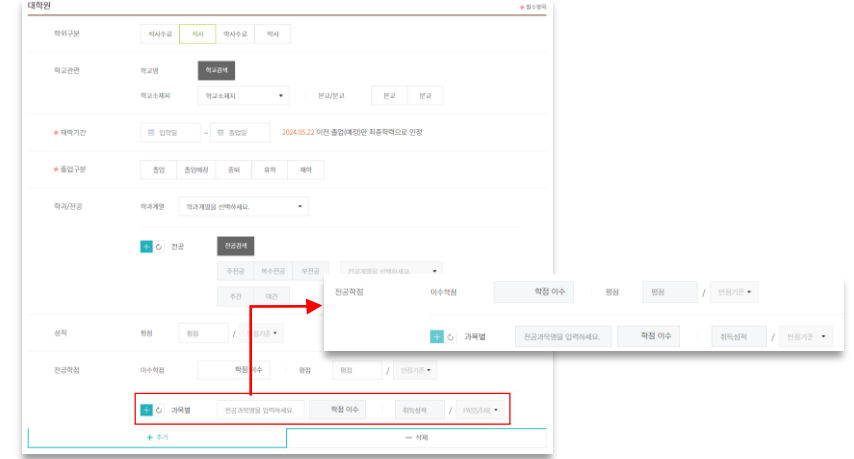 대학원
필수항목
학위구분 석사수료 석사 박사수료 박사
학교관련 학교명 학교검색
학교소재지 학교소재지 본교/분교 본교 분교
재학기간 입학일 ~ 졸업일 2024.05.22 이전 졸업(예정)만 최종학력으로 인정
졸업구분 졸업 졸업예정 중퇴 휴학 재학
학과/전공 학과계열 학과계열을 선택하세요.
+ 전공 전공검색
주전공 복수전공 부전공 전공계열을 선택하세요.
주간 야간
성적 평점 평점 / 만점기준
전공학점 이수학점 학점 이수 평점 평점 / 만점기준
+ 과목별 전공과목명을 입력하세요. 학점 이수 취득성적 / PASS/FAIL
+ 추가 — 삭제
전공학점 이수학점 학점 이수 평점 평점 / 만점기준
+ 과목별 전공과목명을 입력하세요. 학점 이수 취득성적 / 만점기준